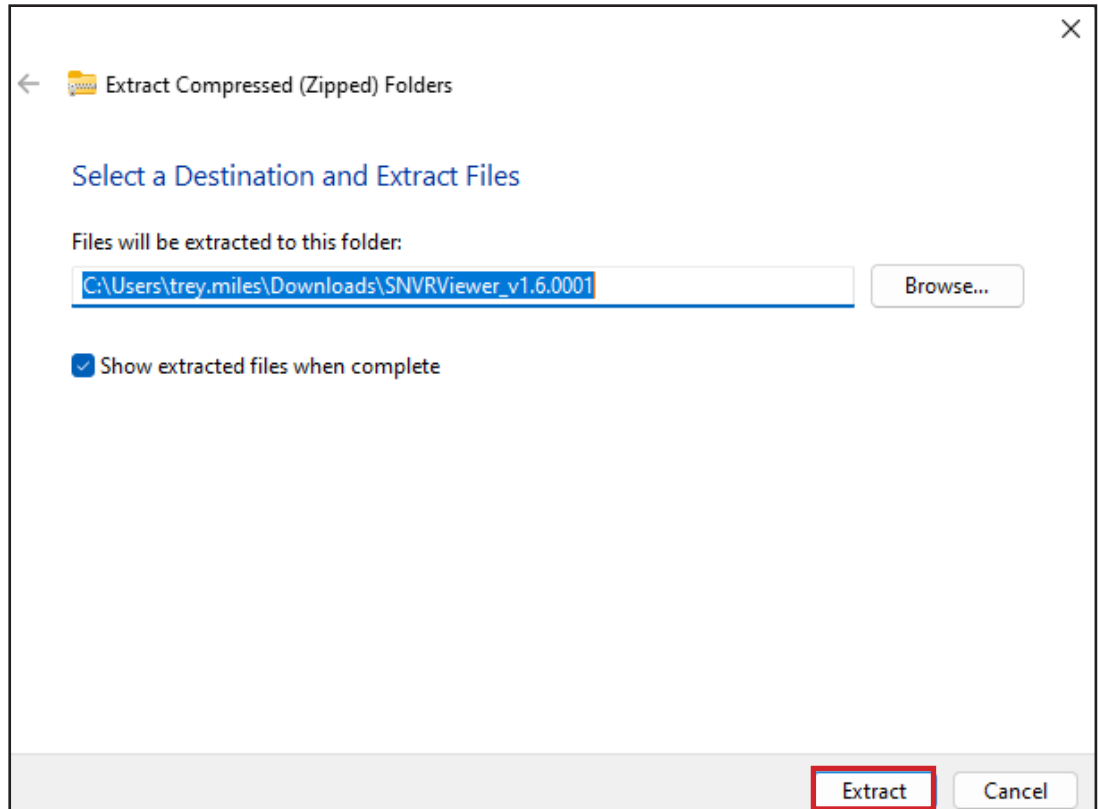 Extract Compressed (Zipped) Folders
Select a Destination and Extract Files
Files will be extracted to this folder:
C:\Users\trey.miles\Downloads\SNVRViewer_v1.6.0001
Browse...
Show extracted files when complete
Extract
Cancel